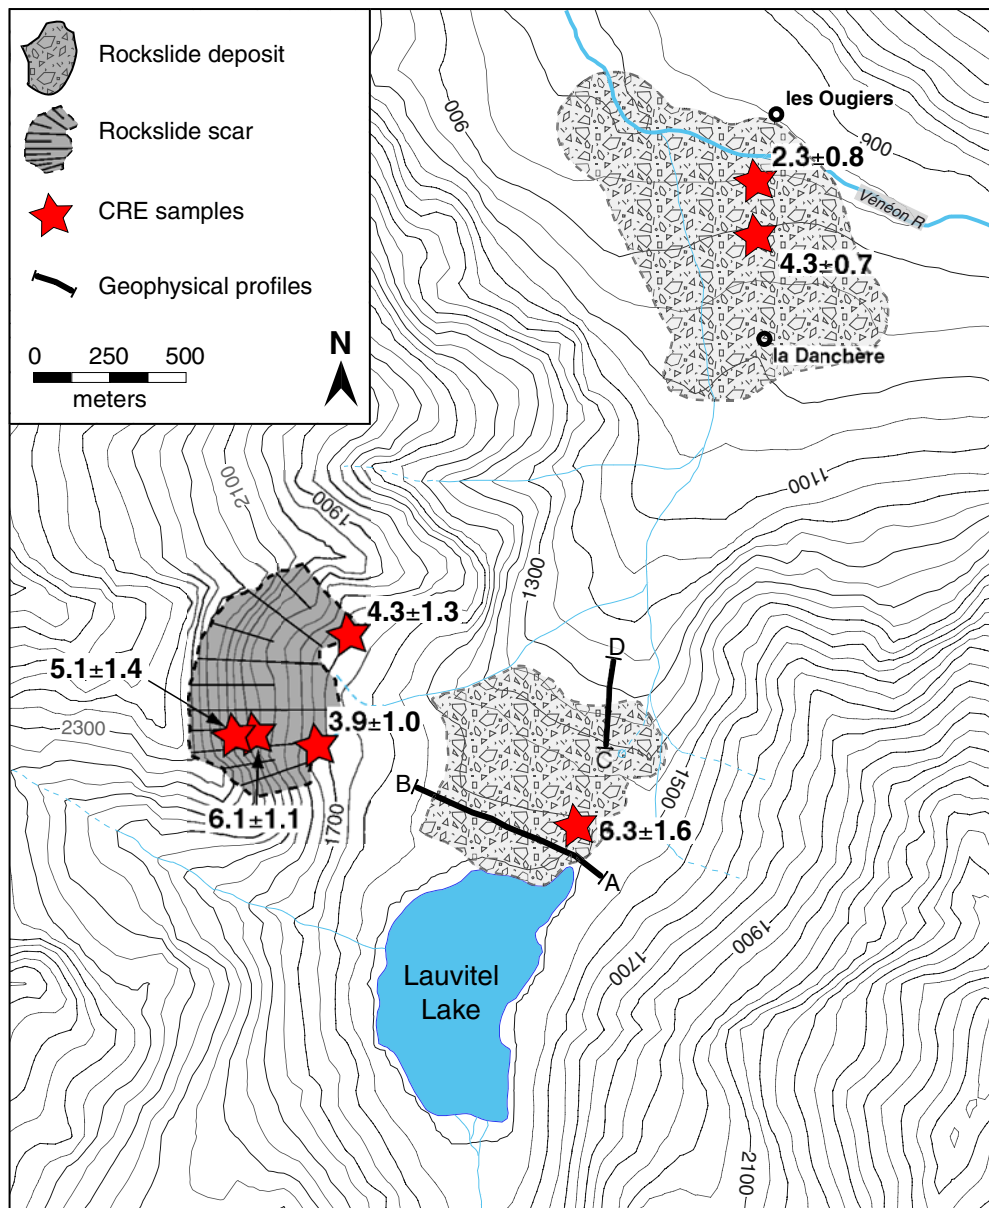 Rockslide deposit
Rockslide scar
CRE samples
Geophysical profiles
0 250 500
meters
N
900
les Ougiers
900
2.3±0.8
Vénéon R
4.3±0.7
la Danchère
2100
1900
1100
1300
4.3±1.3
5.1±1.4
D
2300
3.9±1.0
C
B
1500
6.1±1.1
1700
6.3±1.6
A
1900
1700
Lauvitel
Lake
2100